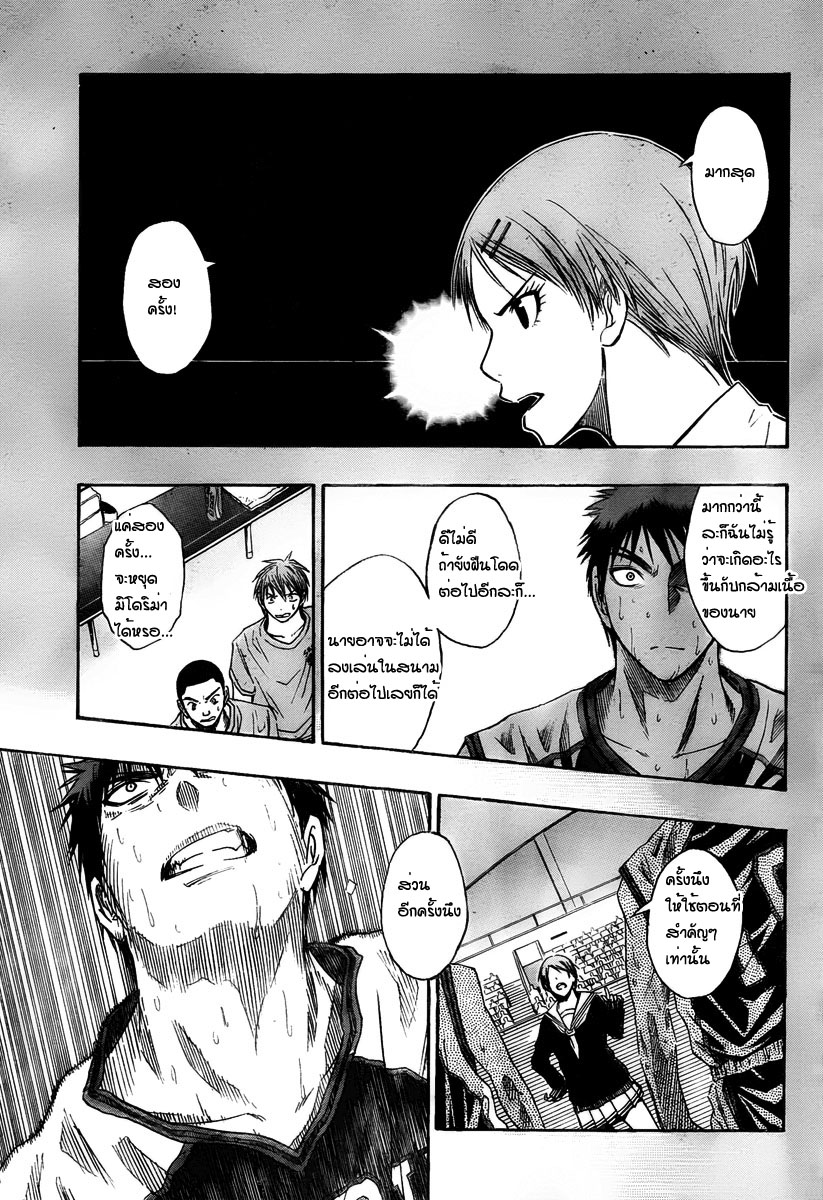 มากสุด
สอง
ครั้ง!
มากกว่านี้
ละก็ฉันไม่รู้
ว่าจะเกิดอะไร
ขึ้นกับกล้ามเนื้อ
ของนาย
ดีไม่ดี
ถ้ายังฝืนโดด
ต่อไปอีกละก็...
นายอาจจะไม่ได้
ลงเล่นในสนาม
อีกต่อไปเลยก็ได้
แค่สอง
ครั้ง...
จะหยุด
มิโดริม่า
ได้หรอ...
ครั้งนึง
ให้ใช้ตอนที่
สำคัญๆ
เท่านั้น
ส่วน
อีกครั้งนึง